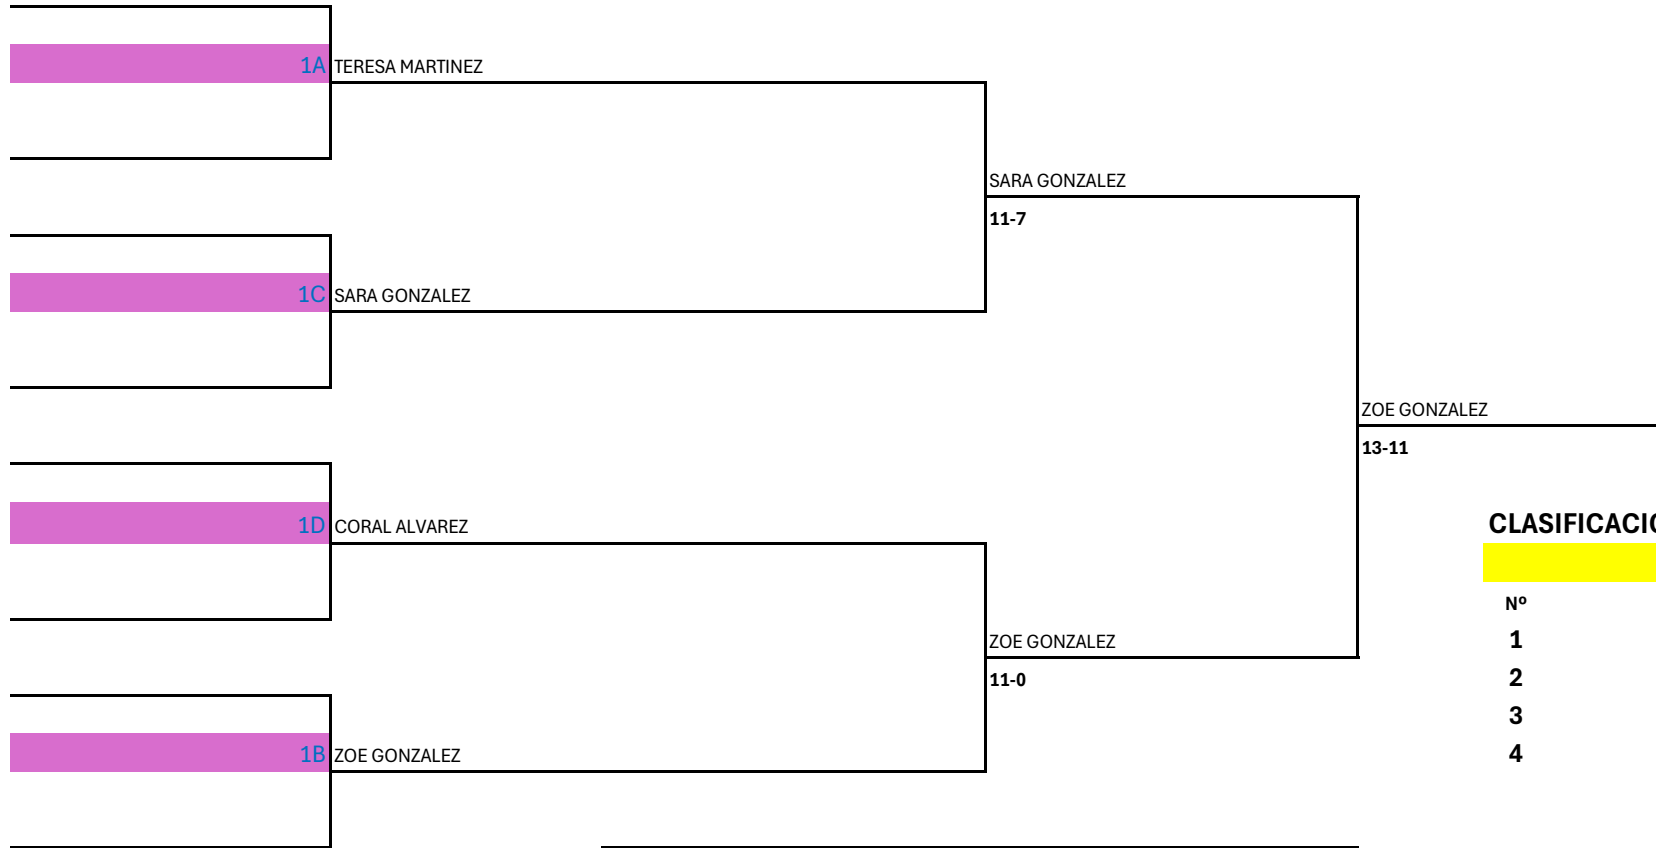 1A TERESA MARTINEZ
SARA GONZALEZ
11-7
1C SARA GONZALEZ
ZOE GONZALEZ
13-11
1D CORAL ALVAREZ
CLASIFICACI
Nº
1
ZOE GONZALEZ
2
11-0
3
1B ZOE GONZALEZ
4